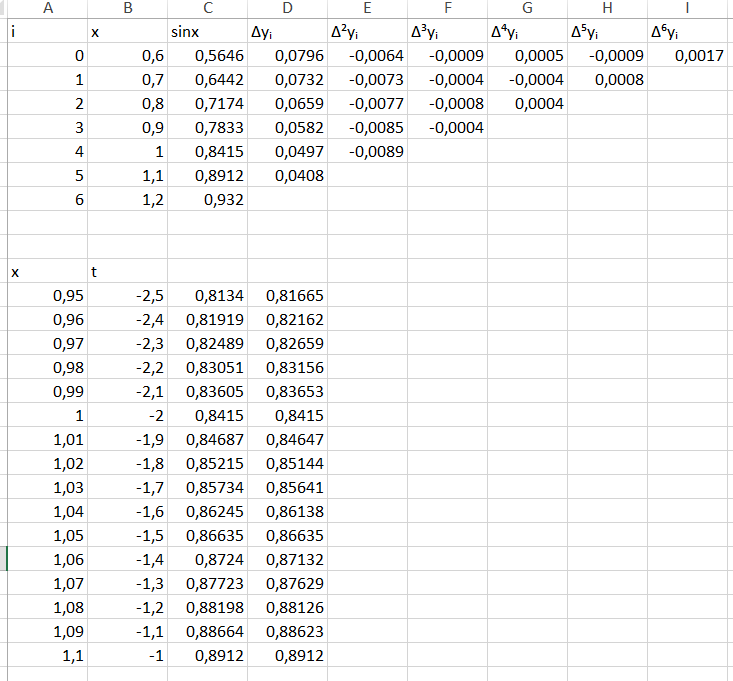 A B C D E F G H I
i x sinx Δyᵢ Δ²yᵢ Δ³yᵢ Δ⁴yᵢ Δ⁵yᵢ Δ⁶yᵢ
0 0,6 0,5646 0,0796 -0,0064 -0,0009 0,0005 -0,0009 0,0017
1 0,7 0,6442 0,0732 -0,0073 -0,0004 -0,0004 0,0008
2 0,8 0,7174 0,0659 -0,0077 -0,0008 0,0004
3 0,9 0,7833 0,0582 -0,0085 -0,0004
4 1 0,8415 0,0497 -0,0089
5 1,1 0,8912 0,0408
6 1,2 0,932
x t
0,95 -2,5 0,8134 0,81665
0,96 -2,4 0,81919 0,82162
0,97 -2,3 0,82489 0,82659
0,98 -2,2 0,83051 0,83156
0,99 -2,1 0,83605 0,83653
1 -2 0,8415 0,8415
1,01 -1,9 0,84687 0,84647
1,02 -1,8 0,85215 0,85144
1,03 -1,7 0,85734 0,85641
1,04 -1,6 0,86245 0,86138
1,05 -1,5 0,86635 0,86635
1,06 -1,4 0,8724 0,87132
1,07 -1,3 0,87723 0,87629
1,08 -1,2 0,88198 0,88126
1,09 -1,1 0,88664 0,88623
1,1 -1 0,8912 0,8912